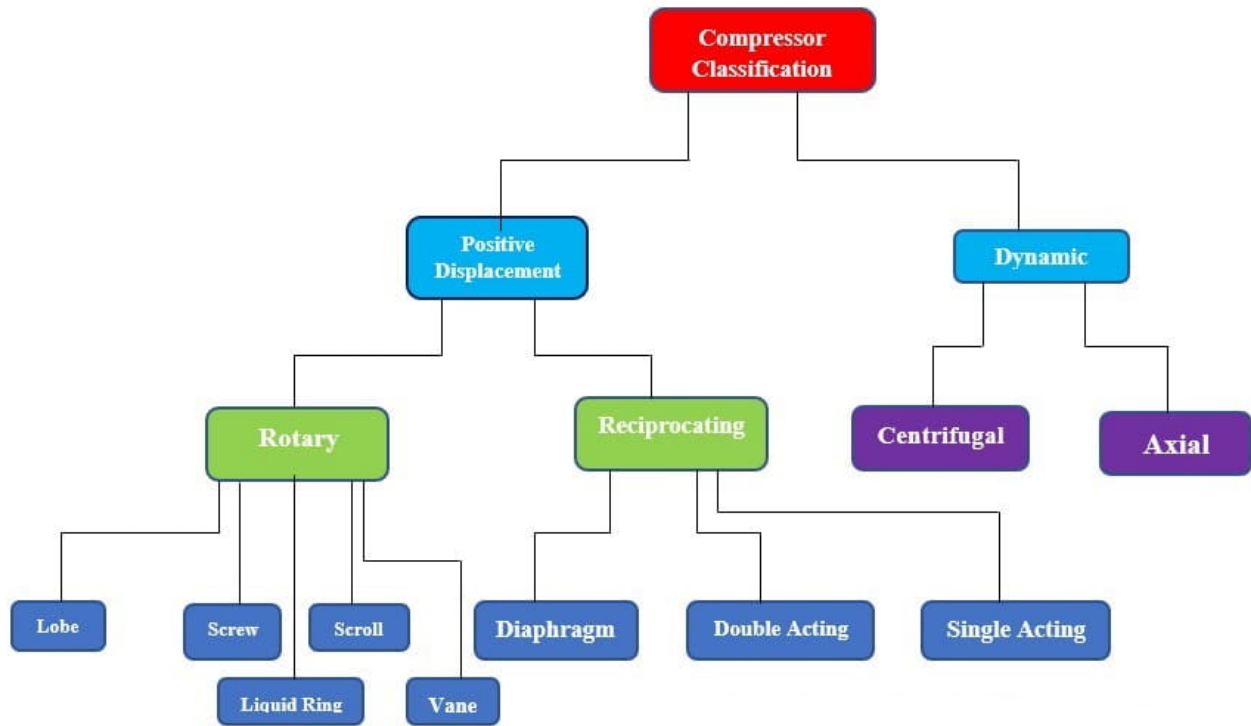 Compressor
Classification
Positive
Displacement
Dynamic
Rotary
Reciprocating
Centrifugal
Axial
Lobe
Screw
Scroll
Diaphragm
Double Acting
Single Acting
Liquid Ring
Vane